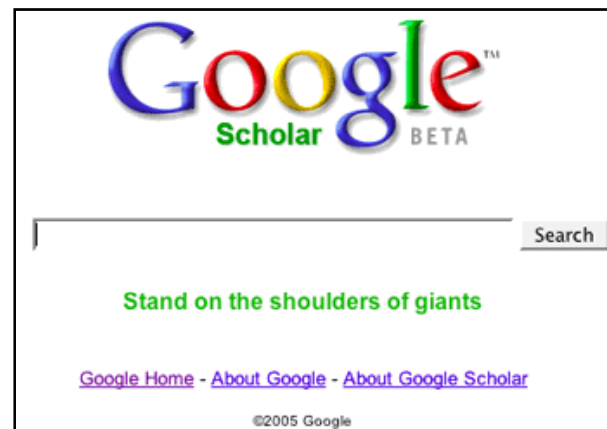 Google™
Scholar BETA
Search
Stand on the shoulders of giants
Google Home - About Google - About Google Scholar
©2005 Google